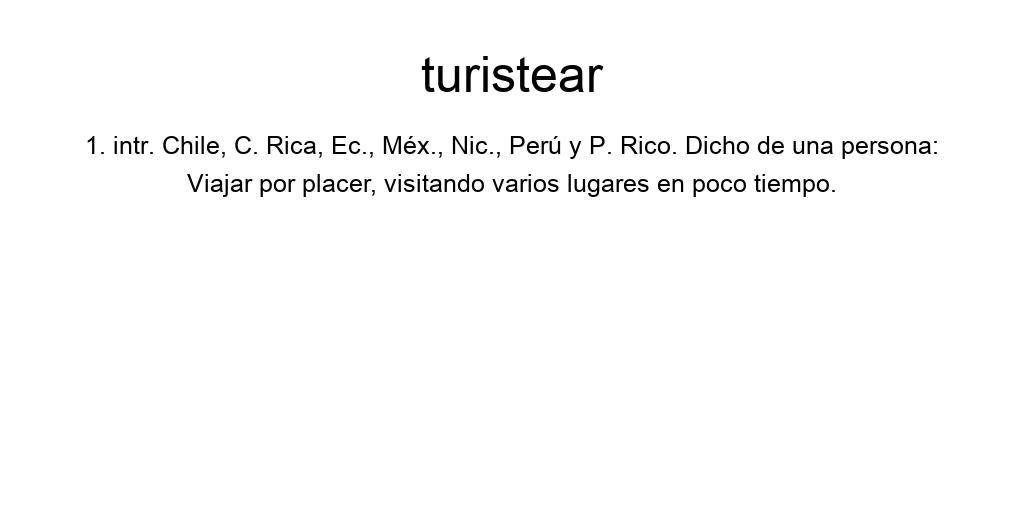 turistear
1. intr. Chile, C. Rica, Ec., Méx., Nic., Perú y P. Rico. Dicho de una persona:
Viajar por placer, visitando varios lugares en poco tiempo.